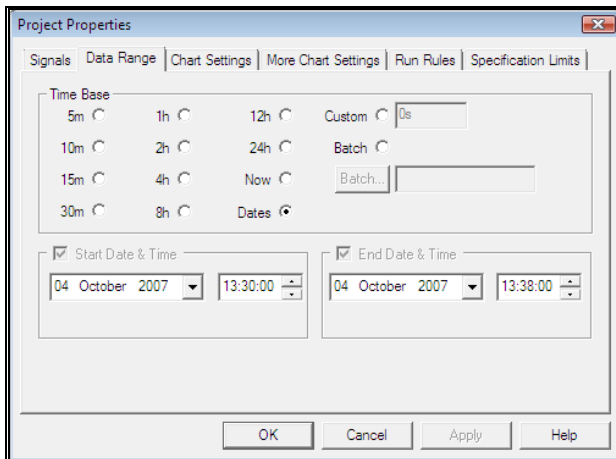 Project Properties
Signals Data Range Chart Settings More Chart Settings Run Rules Specification Limits
Time Base
5m 1h 12h Custom 0s
10m 2h 24h Batch
15m 4h Now Batch...
30m 8h Dates
Start Date & Time End Date & Time
04 October 2007 13:30:00 04 October 2007 13:38:00
OK Cancel Apply Help